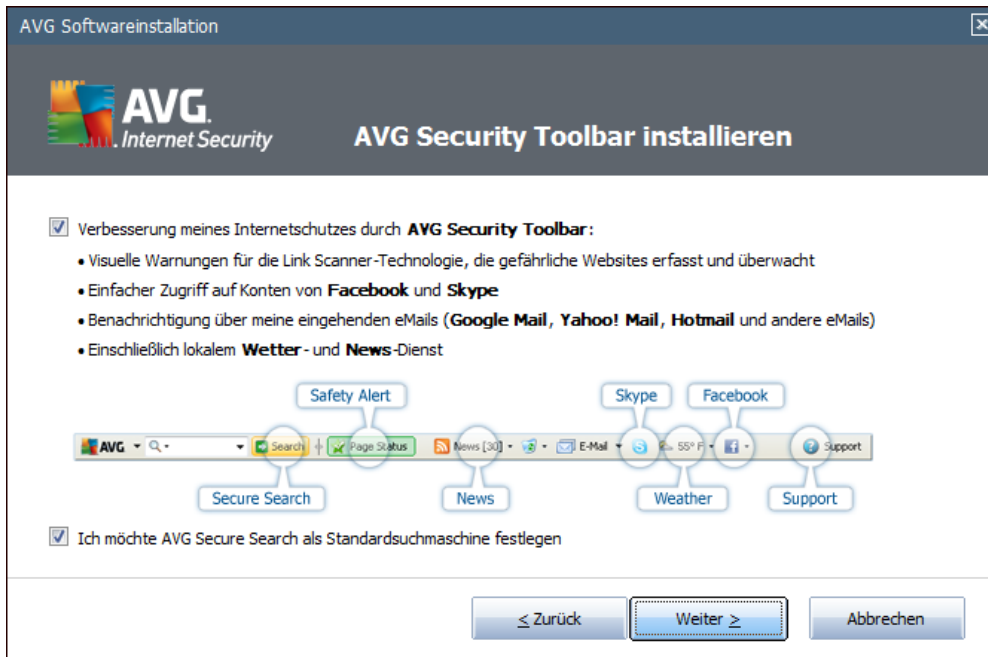 AVG Softwareinstallation
AVG.
Internet Security
AVG Security Toolbar installieren
Verbesserung meines Internetschutzes durch AVG Security Toolbar:
• Visuelle Warnungen für die Link Scanner-Technologie, die gefährliche Websites erfasst und überwacht
• Einfacher Zugriff auf Konten von Facebook und Skype
• Benachrichtigung über meine eingehenden eMails (Google Mail, Yahoo! Mail, Hotmail und andere eMails)
• Einschließlich lokalem Wetter- und News-Dienst
Safety Alert Skype Facebook
AVG Search Page Status News [30] E-Mail 55° F Support
Secure Search News Weather Support
Ich möchte AVG Secure Search als Standardsuchmaschine festlegen
< Zurück Weiter > Abbrechen